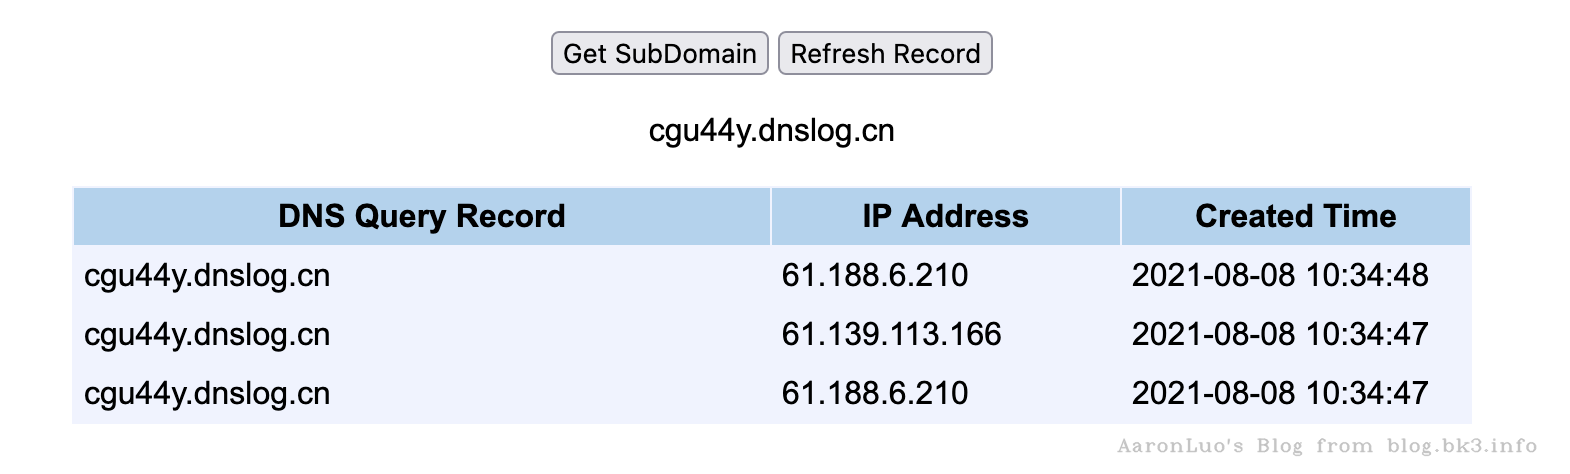 Get SubDomain Refresh Record
cgu44y.dnslog.cn
DNS Query Record IP Address Created Time
cgu44y.dnslog.cn 61.188.6.210 2021-08-08 10:34:48
cgu44y.dnslog.cn 61.139.113.166 2021-08-08 10:34:47
cgu44y.dnslog.cn 61.188.6.210 2021-08-08 10:34:47
AaronLuo's Blog from blog.bk3.info